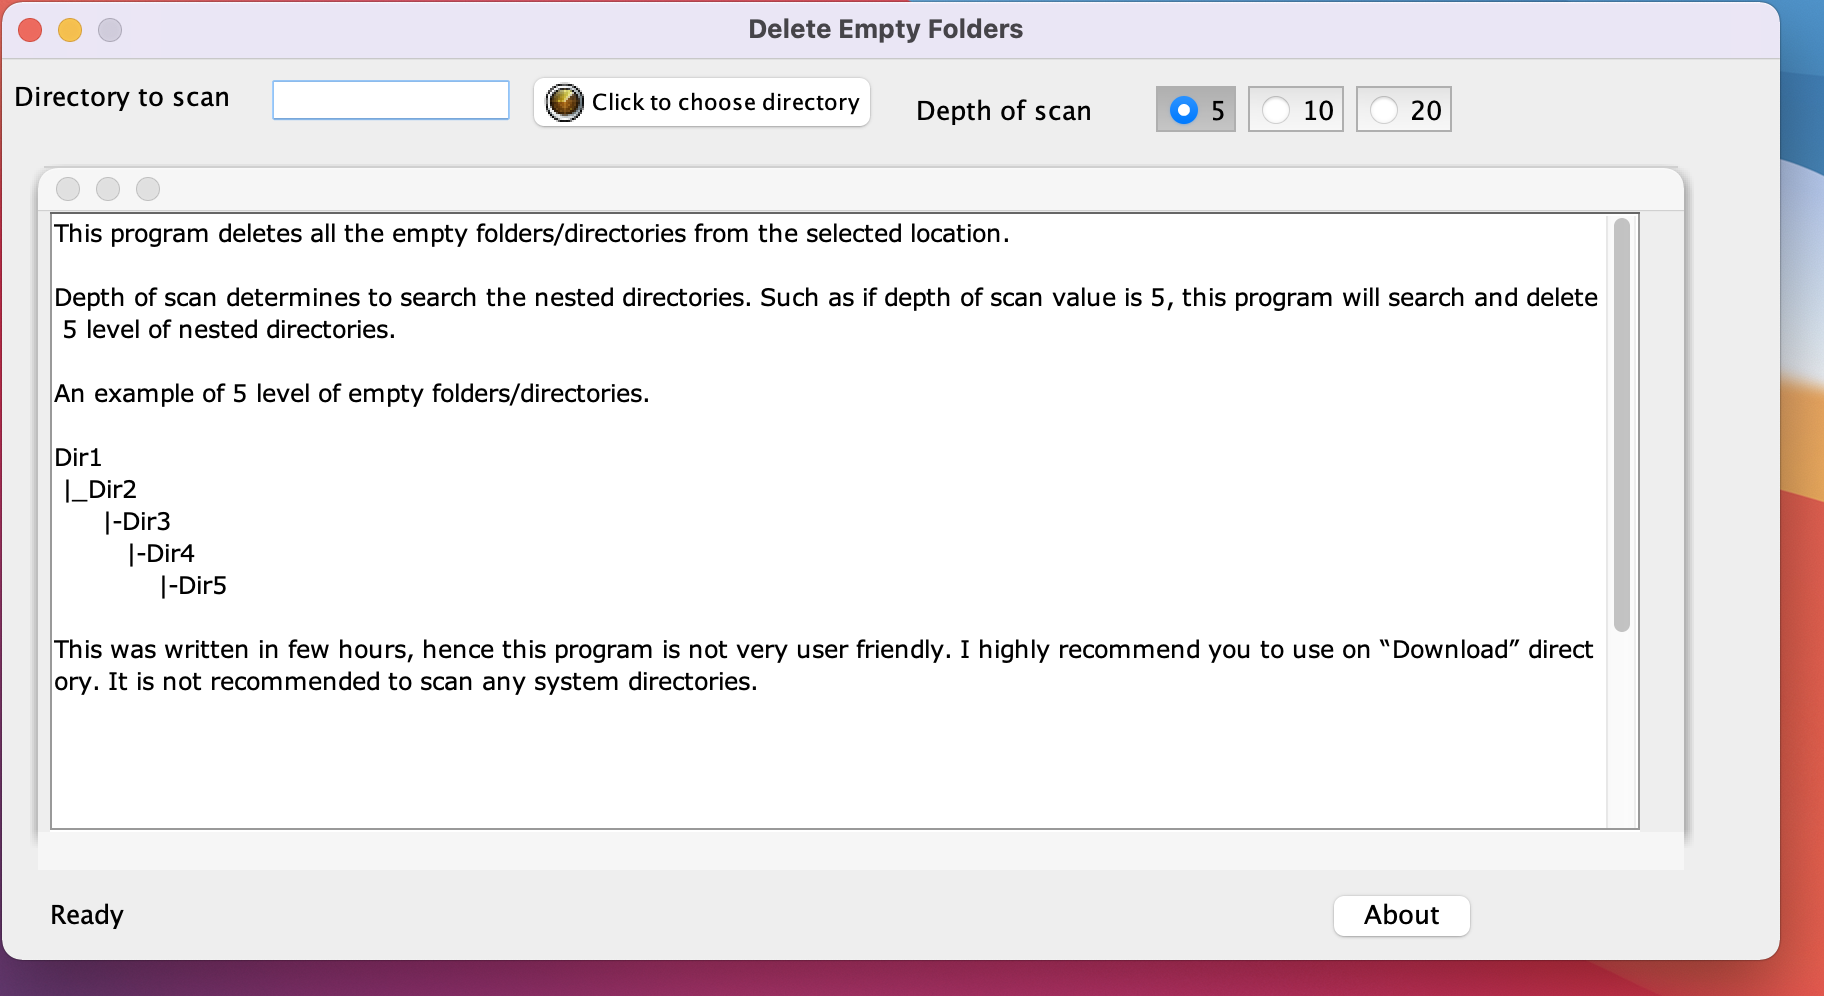 Delete Empty Folders
Directory to scan
Click to choose directory
Depth of scan
5
10
20
This program deletes all the empty folders/directories from the selected location.
Depth of scan determines to search the nested directories. Such as if depth of scan value is 5, this program will search and delete
5 level of nested directories.
An example of 5 level of empty folders/directories.
Dir1
|_Dir2
|-Dir3
|-Dir4
|-Dir5
This was written in few hours, hence this program is not very user friendly. I highly recommend you to use on “Download” direct
ory. It is not recommended to scan any system directories.
Ready
About